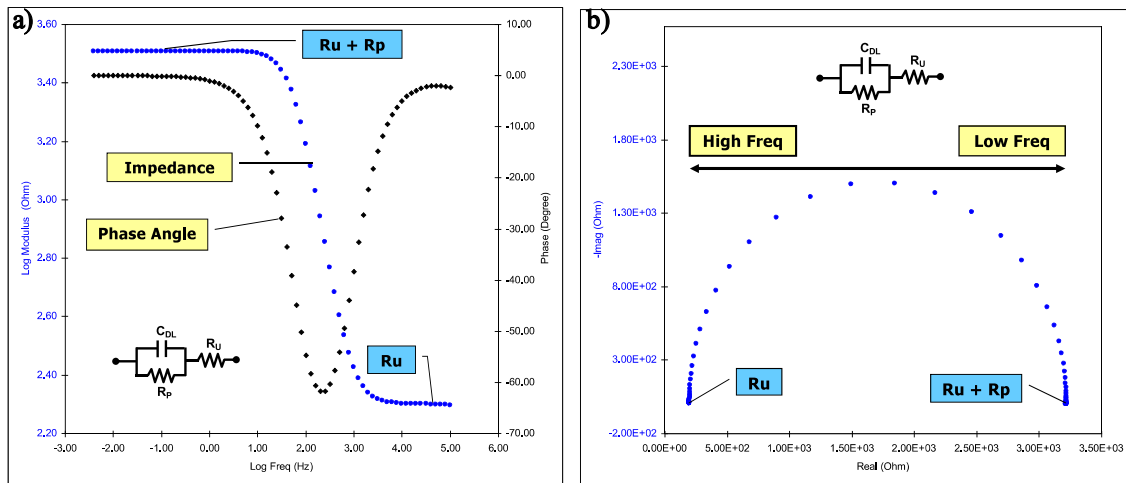 a)
3.60
3.40
3.20
3.00
2.80
2.60
2.40
2.20
Log Modulus (Ohm)
-3.00
-2.00
-1.00
0.00
1.00
2.00
3.00
4.00
5.00
6.00
Log Freq (Hz)
10.00
0.00
-10.00
-20.00
-30.00
-40.00
-50.00
-60.00
-70.00
Phase (Degree)
Ru + Rp
Impedance
Phase Angle
Ru
CDL
RU
RP
b)
2.30E+03
1.80E+03
1.30E+03
8.00E+02
3.00E+02
-2.00E+02
-Imag (Ohm)
0.00E+00
5.00E+02
1.00E+03
1.50E+03
2.00E+03
2.50E+03
3.00E+03
3.50E+03
Real (Ohm)
CDL
RU
RP
High Freq
Low Freq
Ru
Ru + Rp